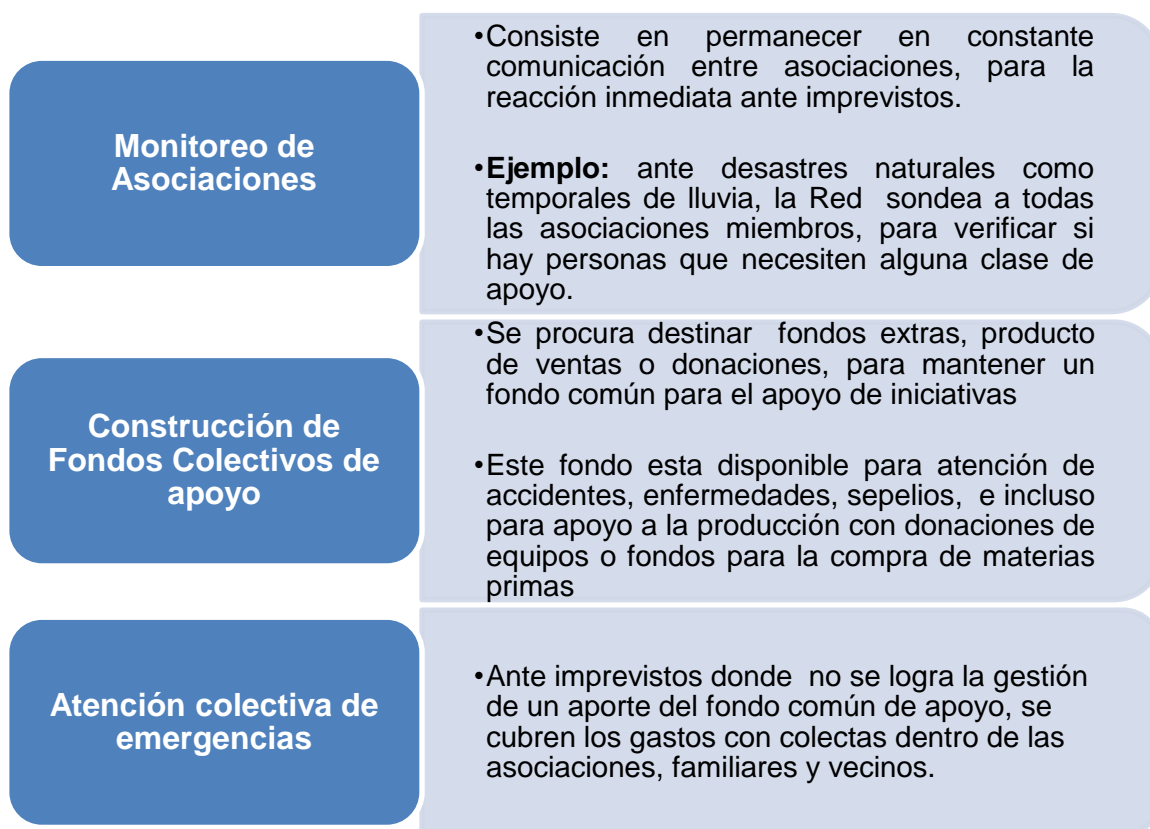 Monitoreo de
Asociaciones
•Consiste en permanecer en constante
comunicación entre asociaciones, para la
reacción inmediata ante imprevistos.
•Ejemplo: ante desastres naturales como
temporales de lluvia, la Red sondea a todas
las asociaciones miembros, para verificar si
hay personas que necesiten alguna clase de
apoyo.
Construcción de
Fondos Colectivos de
apoyo
•Se procura destinar fondos extras, producto
de ventas o donaciones, para mantener un
fondo común para el apoyo de iniciativas
•Este fondo esta disponible para atención de
accidentes, enfermedades, sepelios, e incluso
para apoyo a la producción con donaciones de
equipos o fondos para la compra de materias
primas
Atención colectiva de
emergencias
•Ante imprevistos donde no se logra la gestión
de un aporte del fondo común de apoyo, se
cubren los gastos con colectas dentro de las
asociaciones, familiares y vecinos.